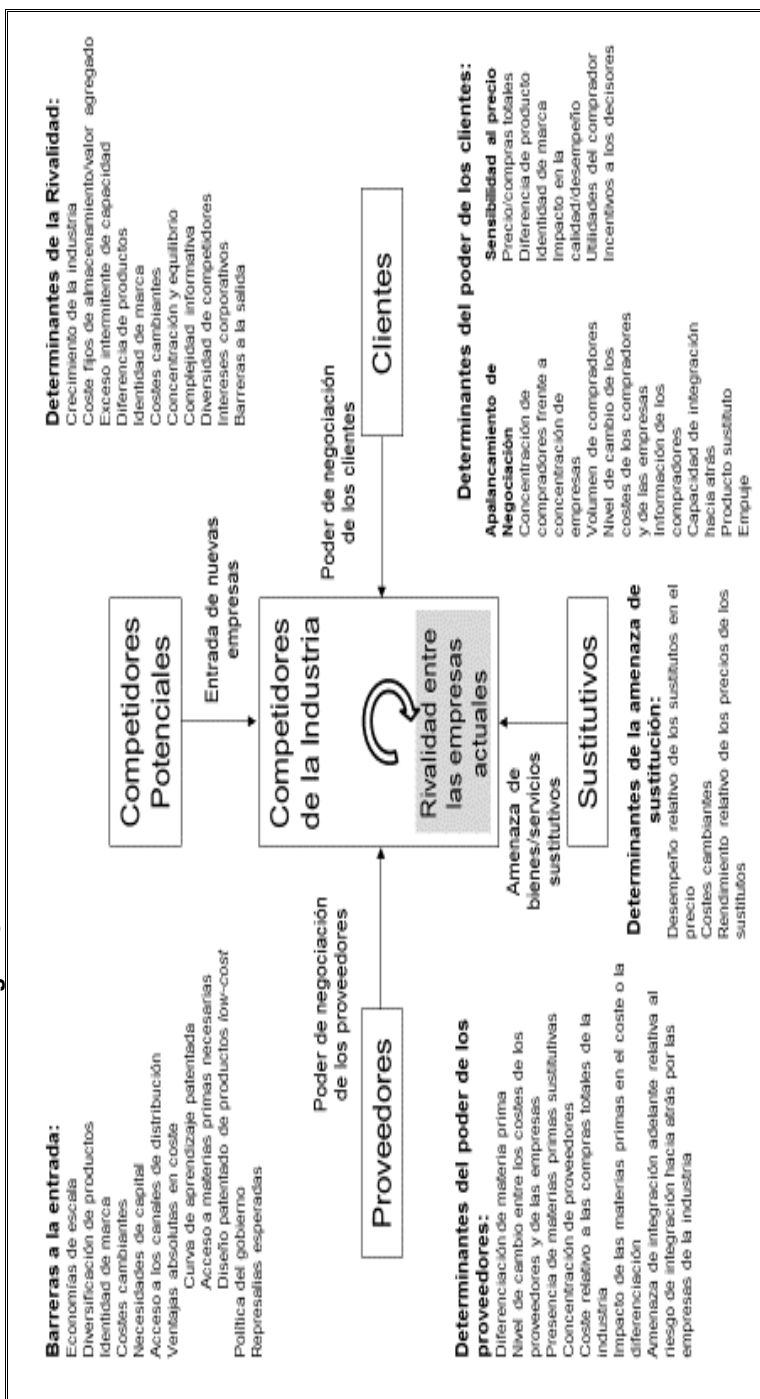 Barreras a la entrada:
Economías de escala
Diversificación de productos
Identidad de marca
Costes cambiantes
Necesidades de capital
Acceso a los canales de distribución
Ventajas absolutas en coste
Curva de aprendizaje patentada
Acceso a materias primas necesarias
Diseño patentado de productos low-cost
Política del gobierno
Represalias esperadas
Competidores
Potenciales
Entrada de nuevas
empresas
Determinantes de la Rivalidad:
Crecimiento de la industria
Coste fijos de almacenamiento/valor agregado
Exceso intermitente de capacidad
Diferencia de productos
Identidad de marca
Costes cambiantes
Concentración y equilibrio
Complejidad informativa
Diversidad de competidores
Intereses corporativos
Barreras a la salida
Poder de negociación
de los proveedores
Proveedores
Competidores
de la Industria
Rivalidad entre
las empresas
actuales
Poder de negociación
de los clientes
Clientes
Amenaza de
bienes/servicios
sustitutivos
Sustitutivos
Determinantes del poder de los
proveedores:
Diferenciación de materia prima
Nivel de cambio entre los costes de los
proveedores y de las empresas
Presencia de materias primas sustitutivas
Concentración de proveedores
Coste relativo a las compras totales de la
industria
Impacto de las materias primas en el coste o la
diferenciación
Amenaza de integración adelante relativa al
riesgo de integración hacia atrás por las
empresas de la industria
Determinantes de la amenaza de
sustitución:
Desempeño relativo de los sustitutos en el
precio
Costes cambiantes
Rendimiento relativo de los precios de los
sustitutos
Determinantes del poder de los clientes:
Apalancamiento de
Negociación
Concentración de
compradores frente a
concentración de
empresas
Volumen de compradores
Nivel de cambio de los
costes de los compradores
y de las empresas
Información de los
compradores
Capacidad de integración
hacia atrás
Producto sustituto
Empuje
Sensibilidad al precio
Precio/compras totales
Diferencia de producto
Identidad de marca
Impacto en la
calidad/desempeño
Utilidades del comprador
Incentivos a los decisores